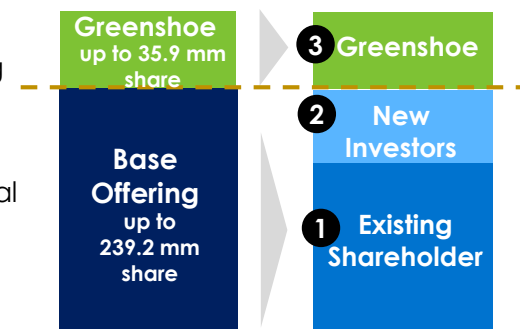 Greenshoe
up to 35.9 mm
share
3 Greenshoe
g
2 New
Investors
Base
Offering
up to
239.2 mm
share
al
1 Existing
Shareholder